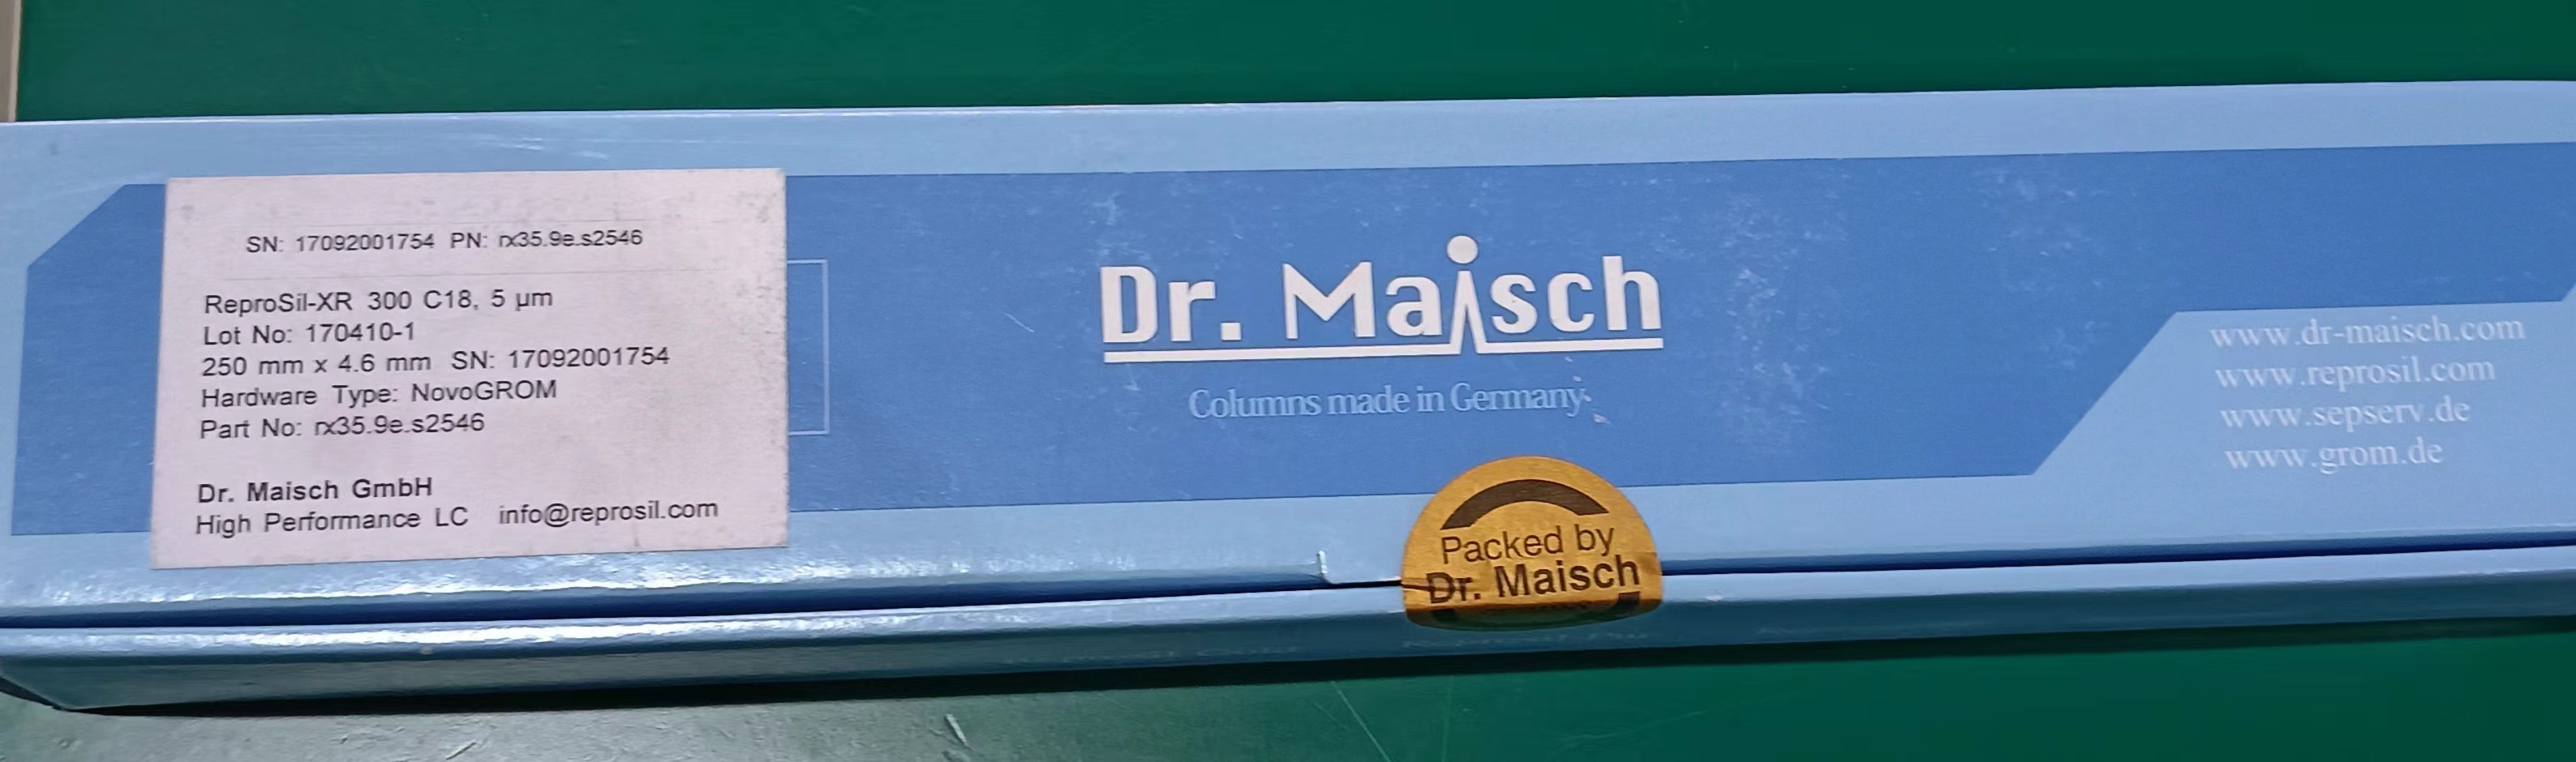 SN: 17092001754 PN: rx35.9e.s2546
ReproSil-XR 300 C18, 5 µm
Lot No: 170410-1
250 mm x 4.6 mm SN: 17092001754
Hardware Type: NovoGROM
Part No: rx35.9e.s2546
Dr. Maisch GmbH
High Performance LC info@reprosil.com
Dr. Maisch
Columns made in Germany
Packed by
Dr. Maisch
www.dr-maisch.com
www.reprosil.com
www.sepserv.de
www.grom.de